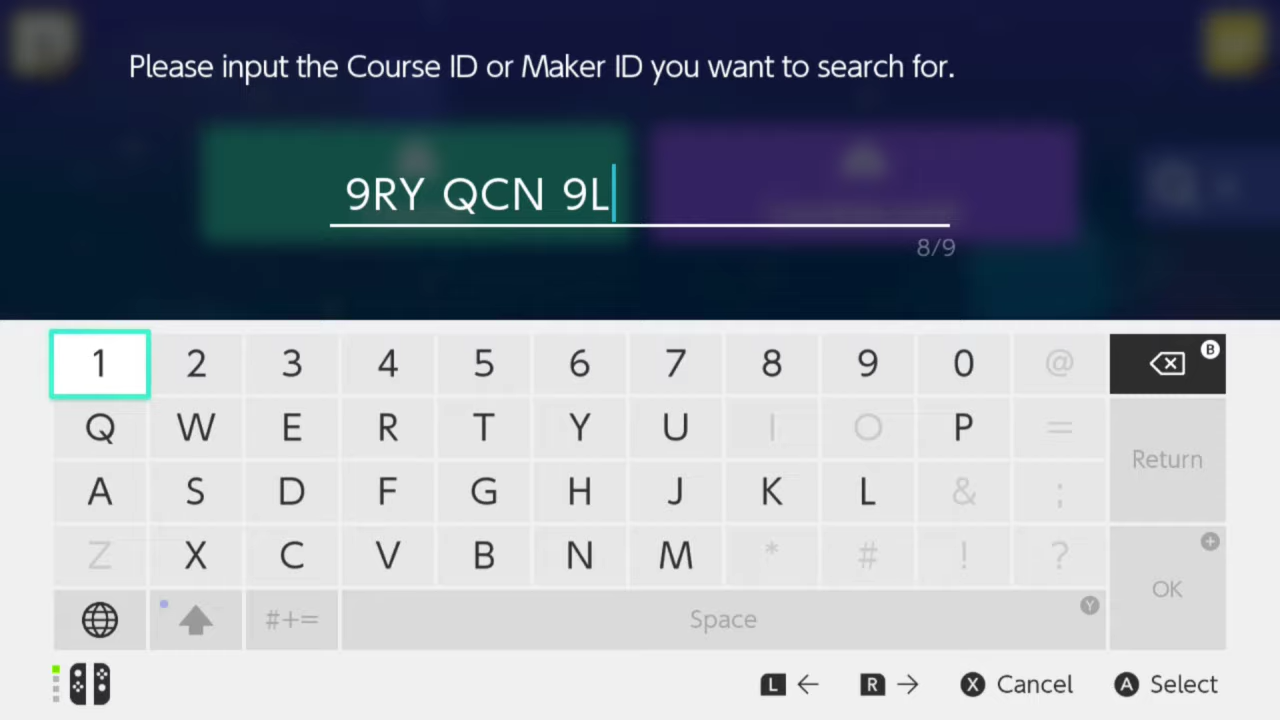 Please input the Course ID or Maker ID you want to search for.
9RY QCN 9L
8/9
1 2 3 4 5 6 7 8 9 0 @ B
Q W E R T Y U I O P =
Return
A S D F G H J K L & ;
Z X C V B N M * # ! ? +
OK
#+= Space Y
L ← R → X Cancel A Select